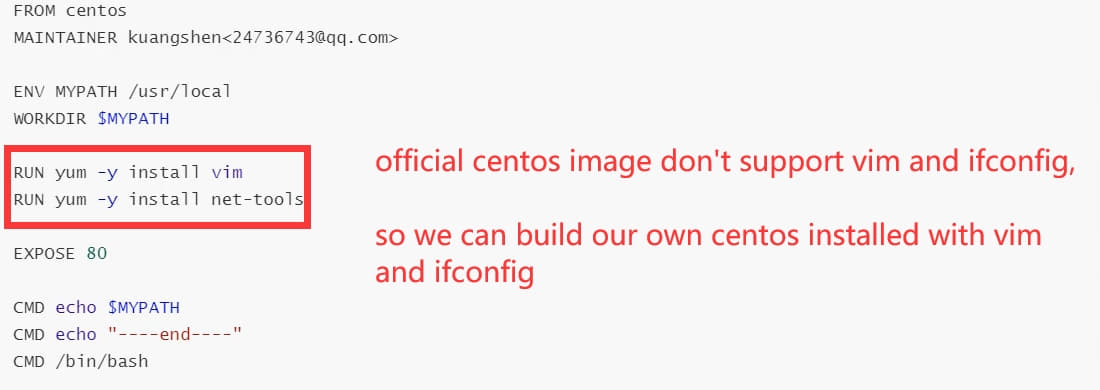 FROM centos
MAINTAINER kuangshen<24736743@qq.com>
ENV MYPATH /usr/local
WORKDIR $MYPATH
RUN yum -y install vim
RUN yum -y install net-tools
EXPOSE 80
CMD echo $MYPATH
CMD echo "----end----"
CMD /bin/bash
official centos image don't support vim and ifconfig,
so we can build our own centos installed with vim
and ifconfig